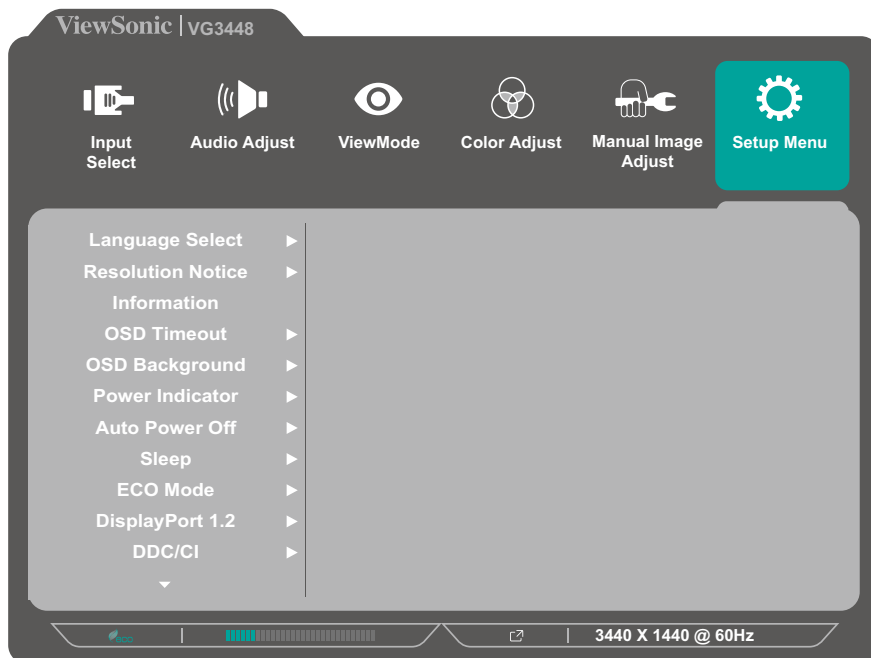 ViewSonic | VG3448
Input
Select
Audio Adjust
ViewMode
Color Adjust
Manual Image
Adjust
Setup Menu
Language Select
Resolution Notice
Information
OSD Timeout
OSD Background
Power Indicator
Auto Power Off
Sleep
ECO Mode
DisplayPort 1.2
DDC/CI
eco
3440 X 1440 @ 60Hz